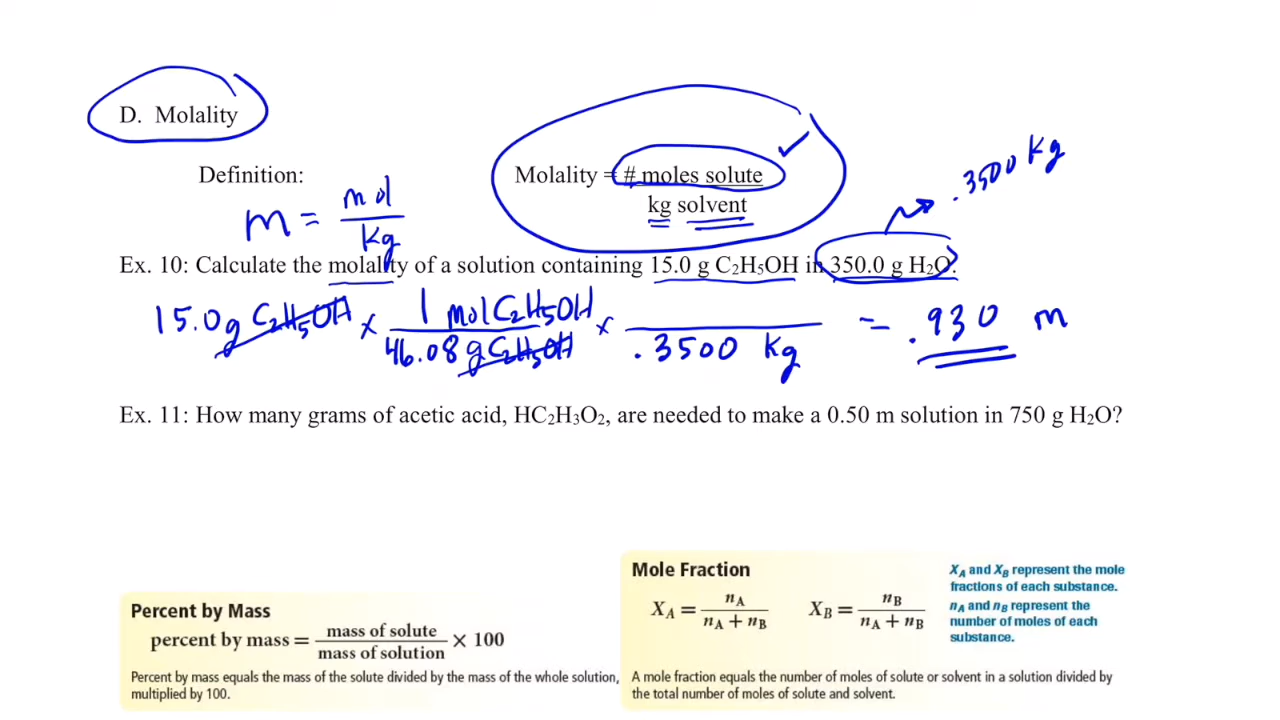 D. Molality
Definition:
Molality = # moles solute
kg solvent
.3500 kg
m = mol
kg
Ex. 10: Calculate the molality of a solution containing 15.0 g C₂H₅OH in 350.0 g H₂O.
15.0g C₂H₅OH x 1 mol C₂H₅OH x = .930 m
46.08 g C₂H₅OH .3500 kg
Ex. 11: How many grams of acetic acid, HC₂H₃O₂, are needed to make a 0.50 m solution in 750 g H₂O?
Percent by Mass
percent by mass = mass of solute × 100
mass of solution
Percent by mass equals the mass of the solute divided by the mass of the whole solution,
multiplied by 100.
Mole Fraction
X_A = n_A X_B = n_B
n_A + n_B n_A + n_B
X_A and X_B represent the mole
fractions of each substance.
n_A and n_B represent the
number of moles of each
substance.
A mole fraction equals the number of moles of solute or solvent in a solution divided by
the total number of moles of solute and solvent.